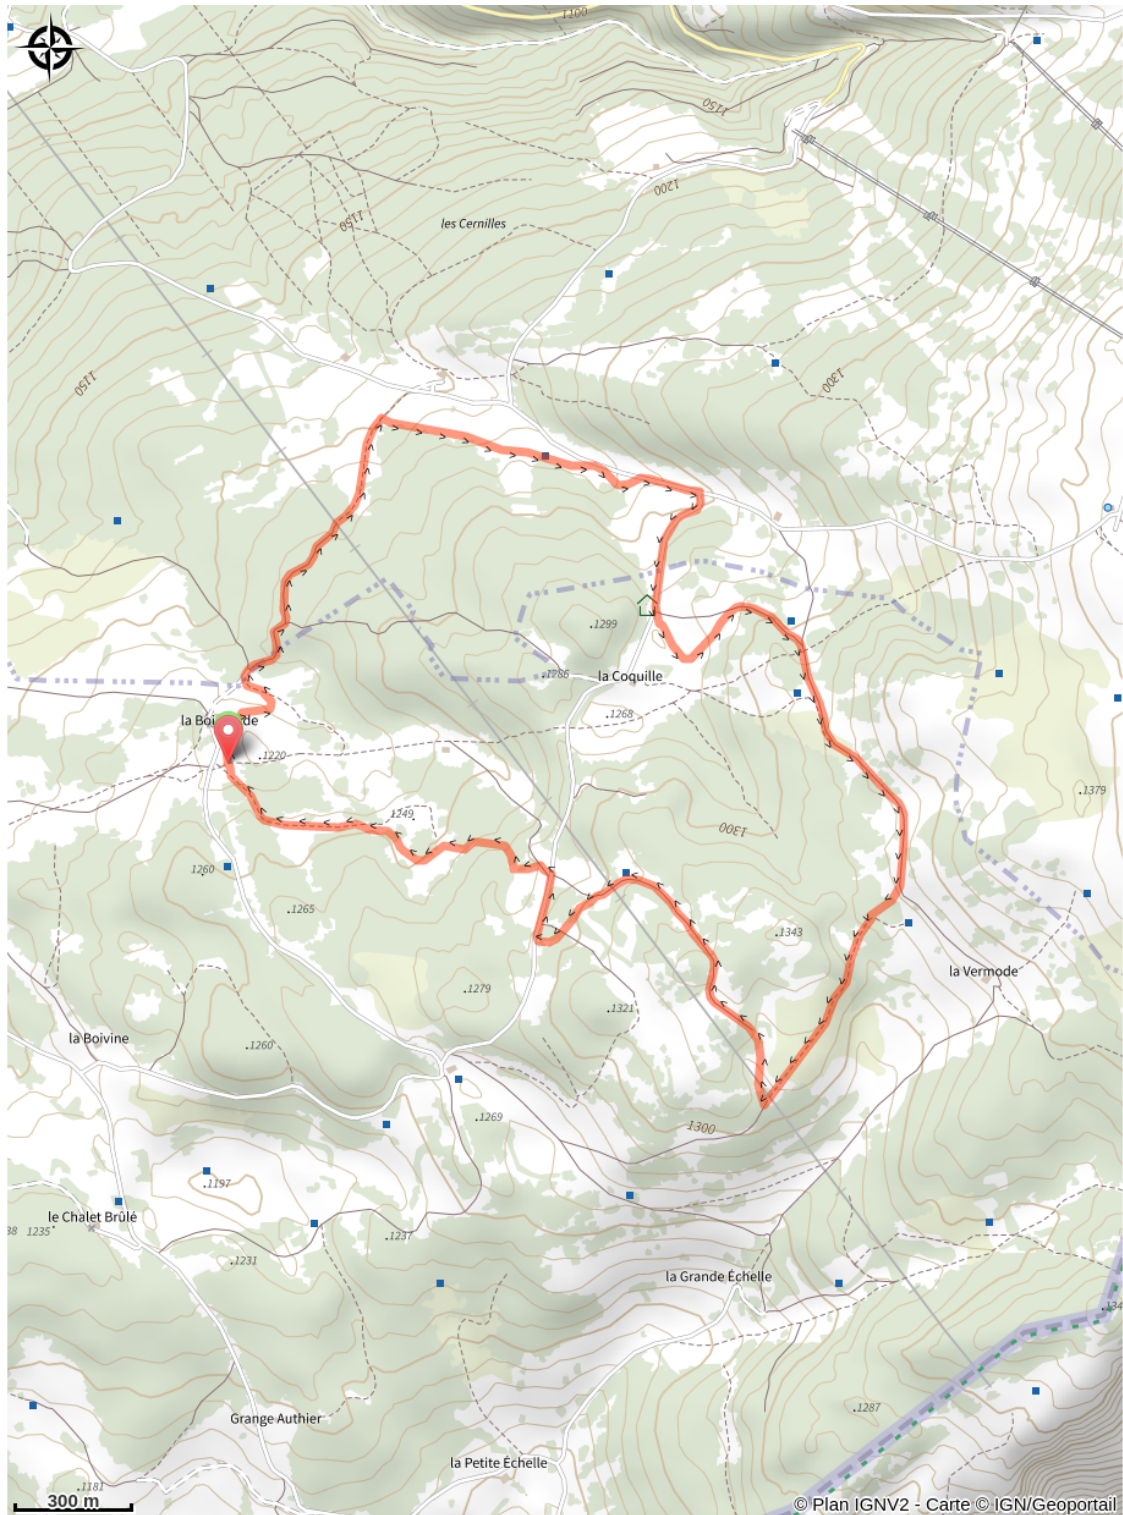 1100
1150
1200
1150
les Cernilles
1150
1300
.1299
.1286
la Coquille
.1268
.1220
.1379
1249
1300
1260
.1265
.1343
la Vermode
.1279
.1321
la Boivine
.1260
.1269
1300
.1197
le Chalet Brûlé
1235
.1237
.1231
la Grande Échelle
.1287
Grange Authier
la Petite Échelle
.1181
300 m
© Plan IGNV2 - Carte © IGN/Geoportail